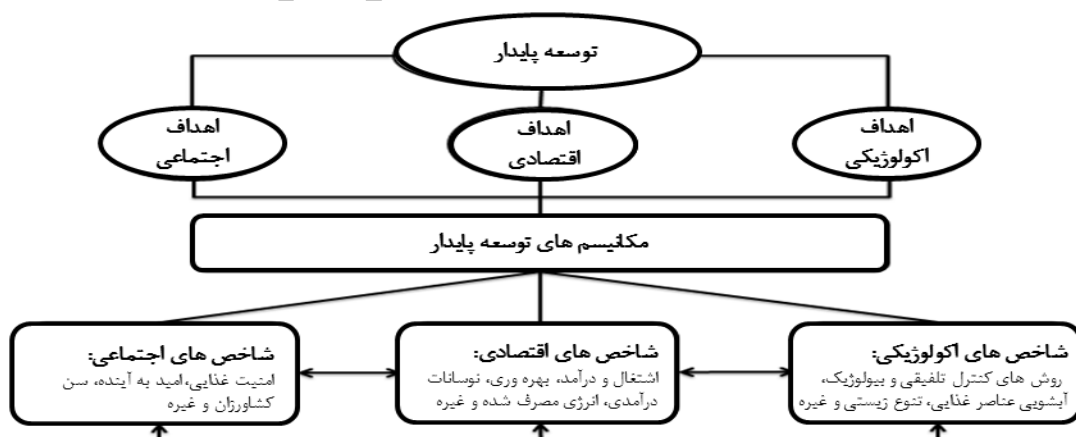 توسعه پایدار
اهداف
اکولوژیکی
اهداف
اقتصادی
اهداف
اجتماعی
مکانیسم های توسعه پایدار
شاخص های اکولوژیکی:
روش های کنترل تلفیقی و بیولوژیک،
آبشویی عناصر غذایی، تنوع زیستی و غیره
شاخص های اقتصادی:
اشتغال و درآمد، بهره وری، نوسانات
درآمدی، انرژی مصرف شده و غیره
شاخص های اجتماعی:
امنیت غذایی،امید به آینده، سن
کشاورزان و غیره